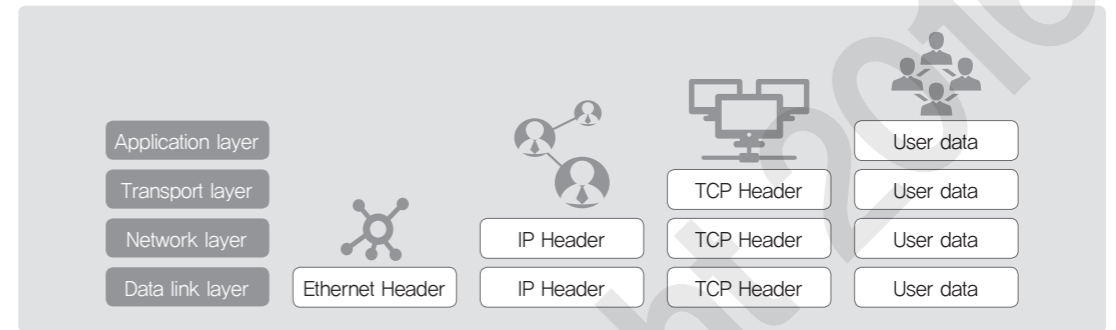 Application layer User data
Transport layer TCP Header User data
Network layer IP Header TCP Header User data
Data link layer Ethernet Header IP Header TCP Header User data